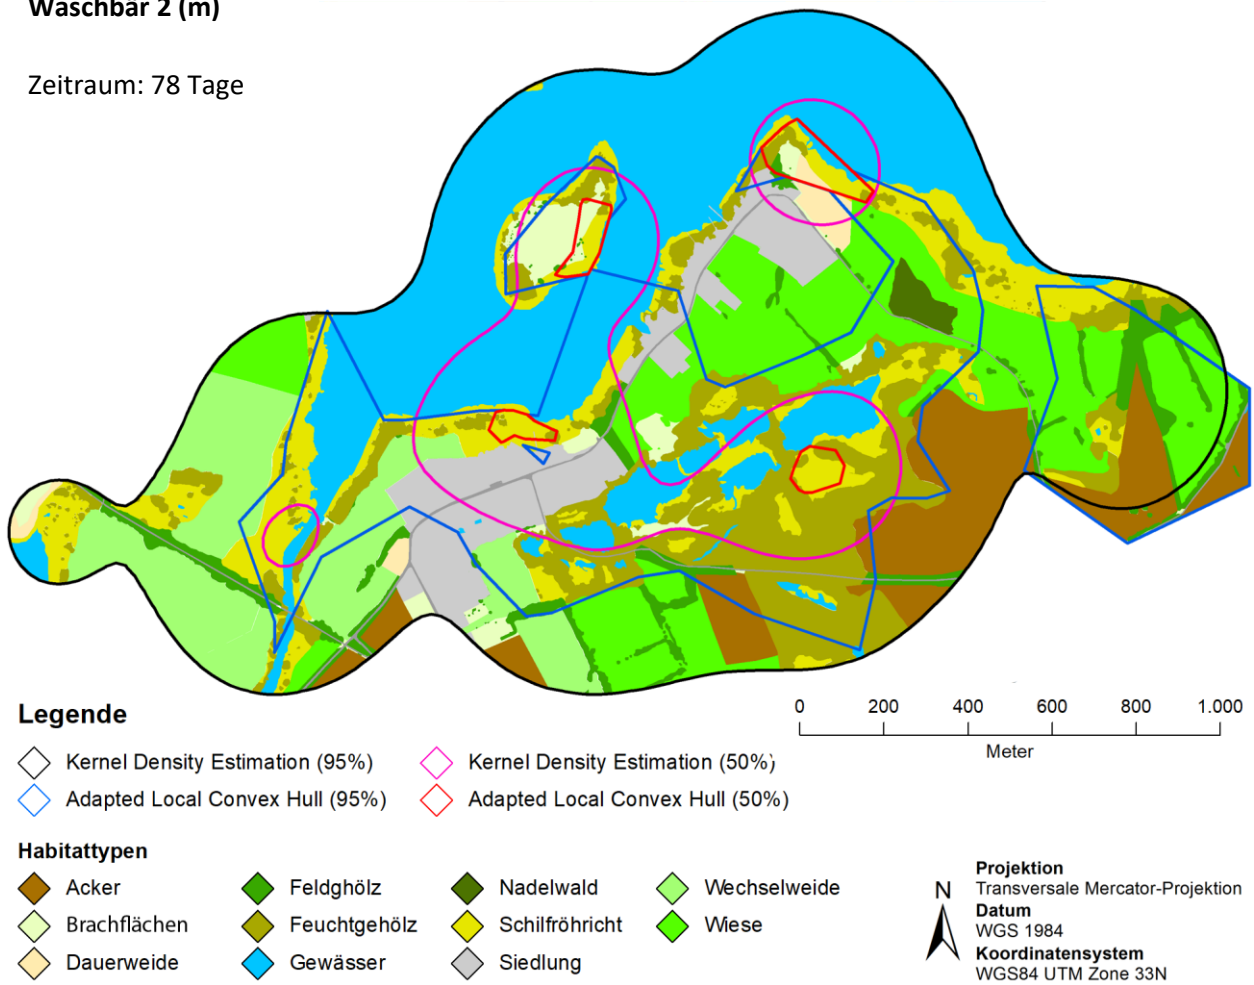 Waschbär 2 (m)
Zeitraum: 78 Tage
0 200 400 600 800 1.000
Meter
Legende
Kernel Density Estimation (95%)
Kernel Density Estimation (50%)
Adapted Local Convex Hull (95%)
Adapted Local Convex Hull (50%)
Habitattypen
Acker
Feldghölz
Nadelwald
Wechselweide
Brachflächen
Feuchtgehölz
Schilfröhricht
Wiese
Dauerweide
Gewässer
Siedlung
N
Projektion
Transversale Mercator-Projektion
Datum
WGS 1984
Koordinatensystem
WGS84 UTM Zone 33N